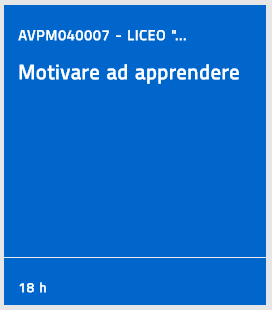 AVPM040007 - LICEO "...
Motivare ad apprendere
18 h